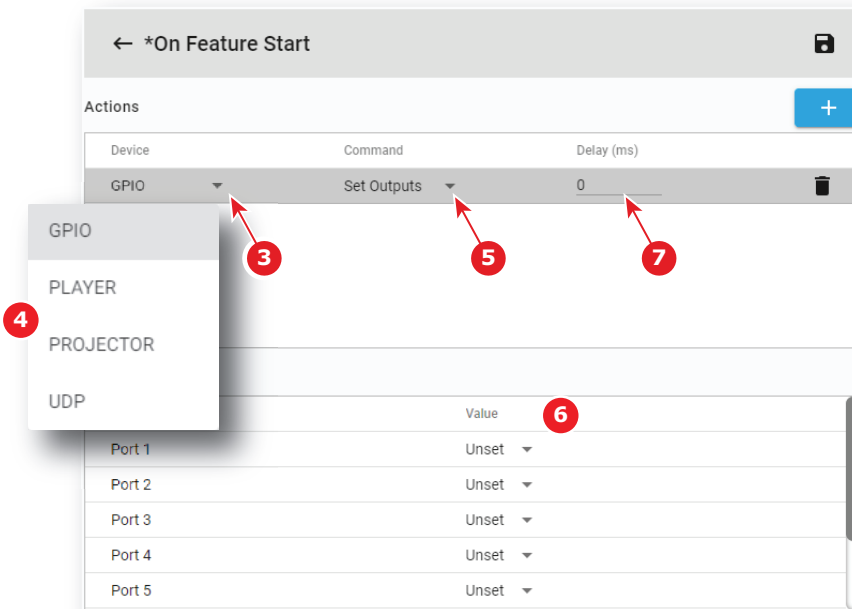 *On Feature Start
Actions
+
Device Command Delay (ms)
GPIO Set Outputs 0
3 5 7
GPIO
PLAYER
4
PROJECTOR
UDP
Value 6
Port 1 Unset
Port 2 Unset
Port 3 Unset
Port 4 Unset
Port 5 Unset